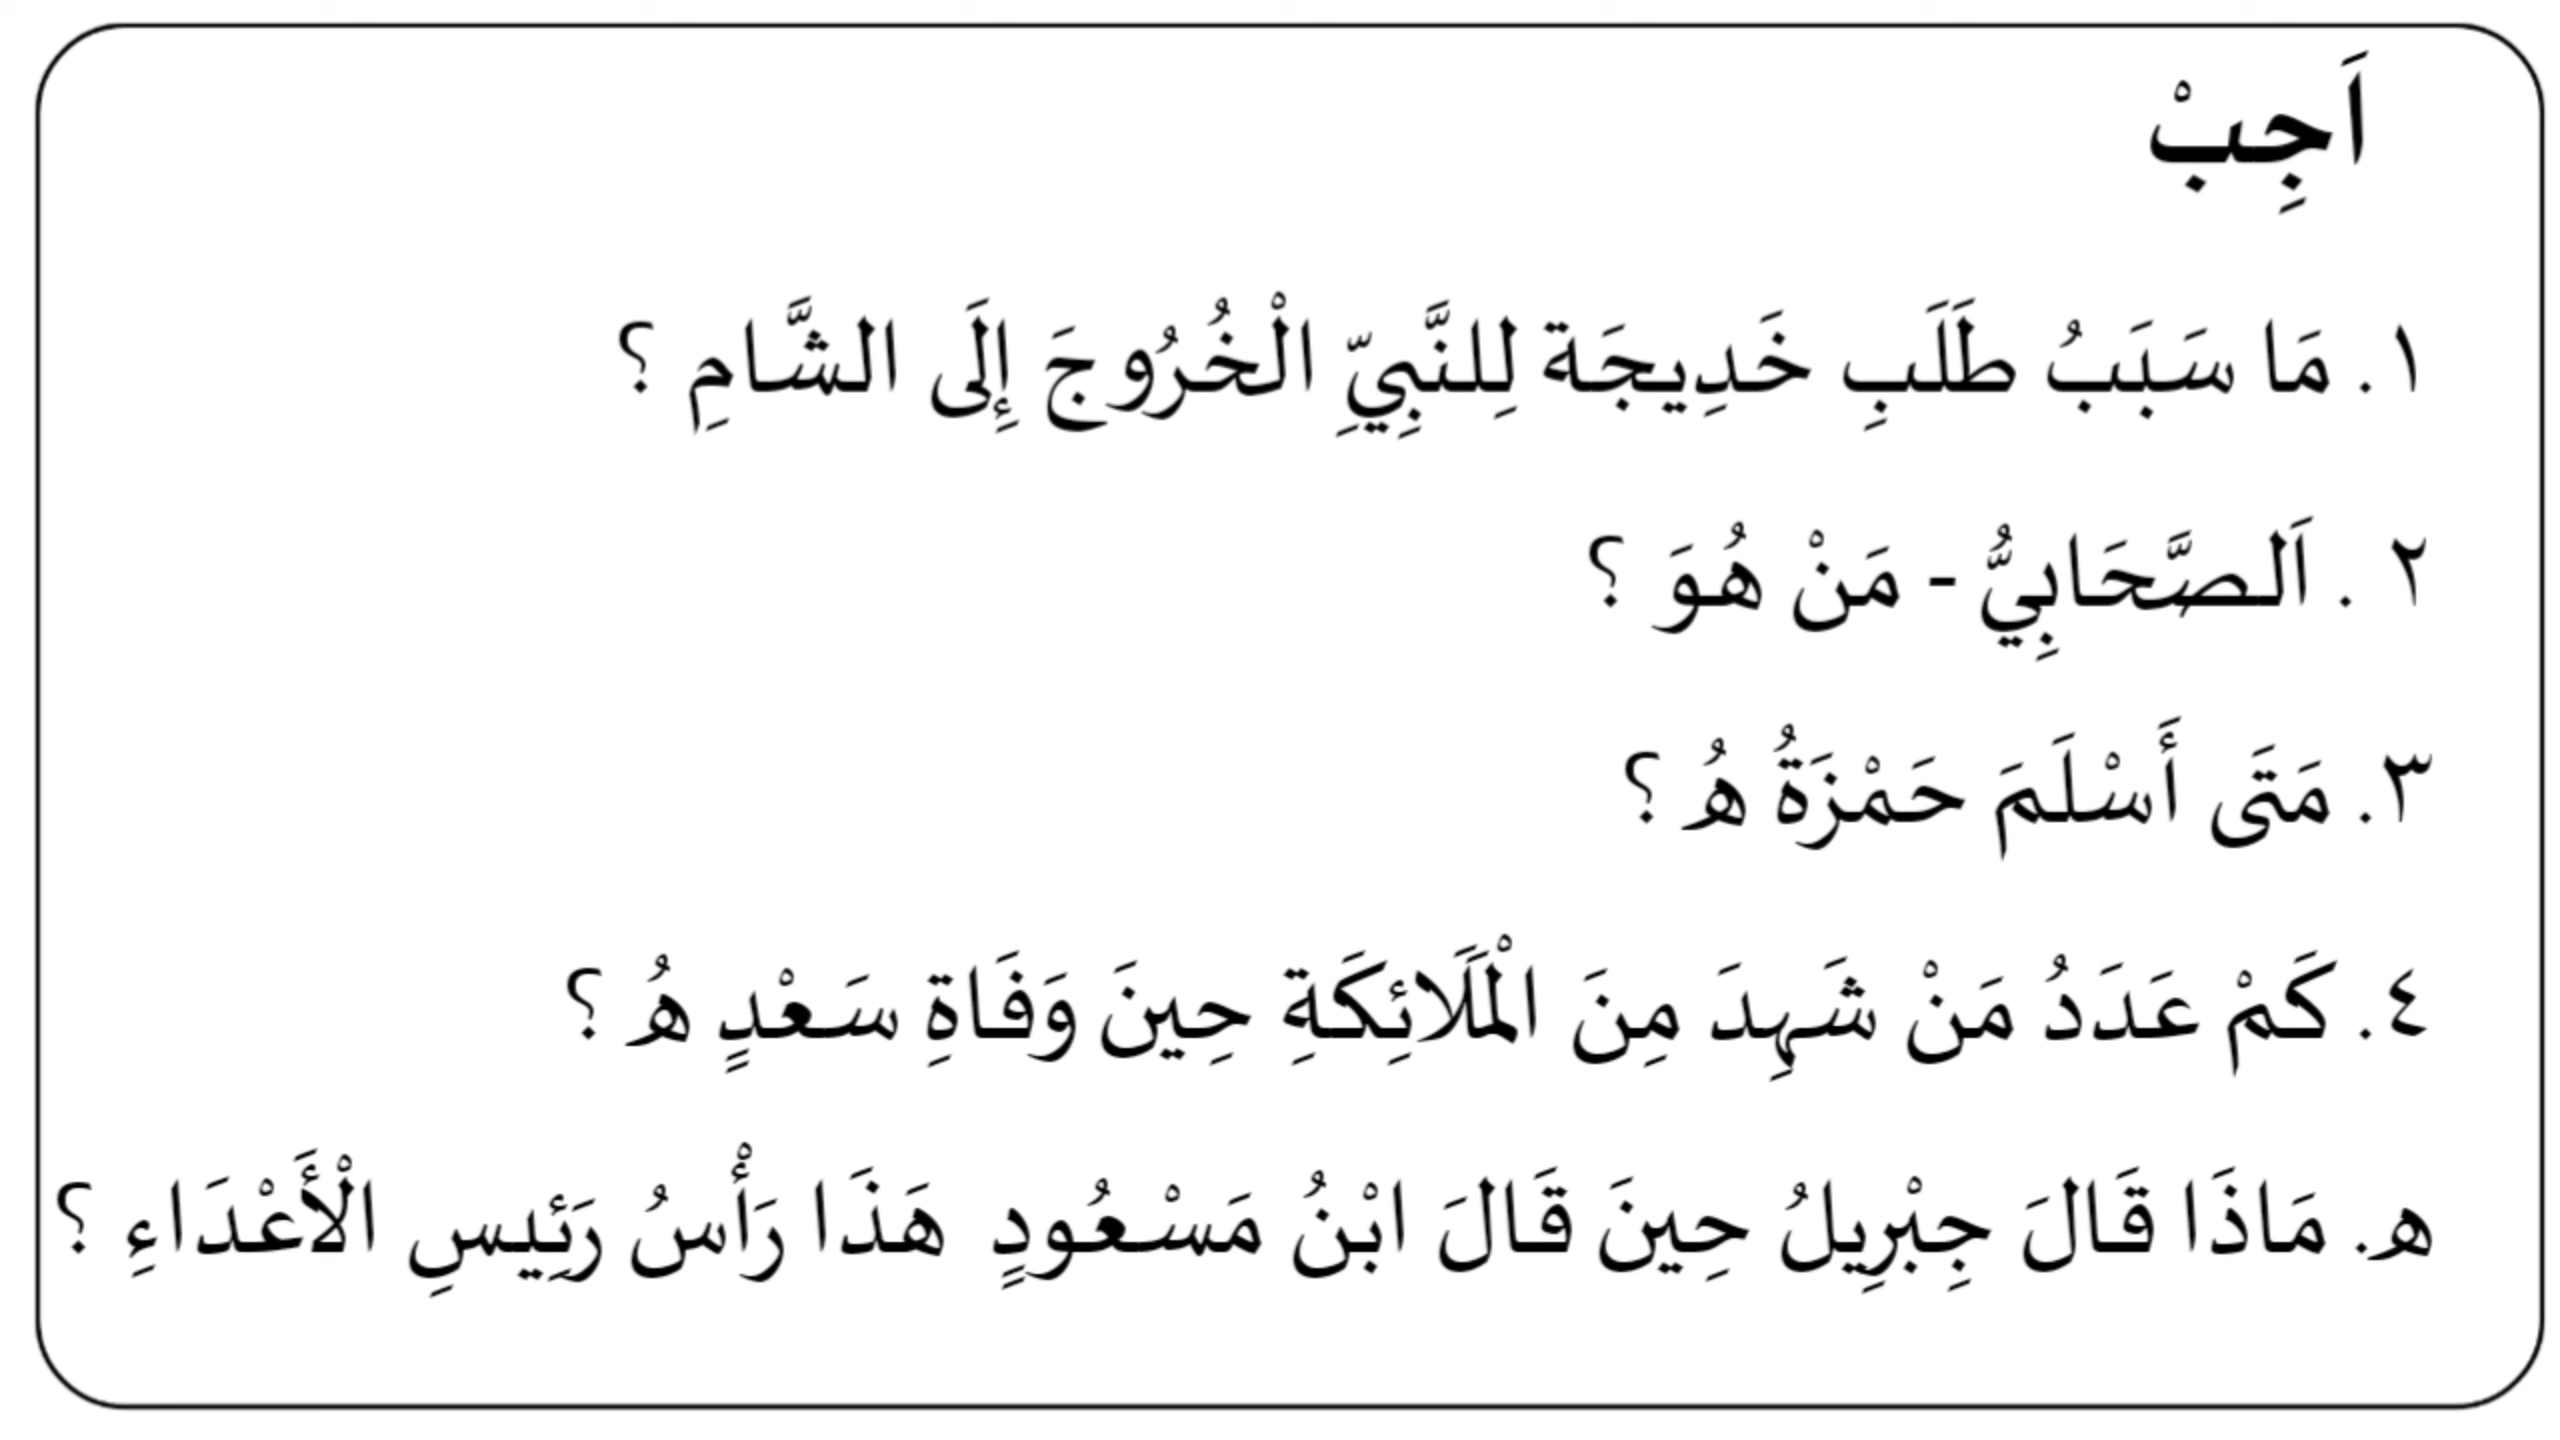 اَجِبْ
١. مَا سَبَبُ طَلَبِ خَدِيجَة لِلنَّبِيِّ الْخُرُوجَ إِلَى الشَّامِ ؟
٢ . اَلصَّحَابِيُّ - مَنْ هُوَ ؟
٣. مَتَى أَسْلَمَ حَمْزَةُ هُ ؟
٤. كَمْ عَدَدُ مَنْ شَهِدَ مِنَ الْمَلَائِكَةِ حِينَ وَفَاةِ سَعْدٍ هُ ؟
ه. مَاذَا قَالَ جِبْرِيلُ حِينَ قَالَ ابْنُ مَسْعُودٍ هَذَا رَأْسُ رَئِيسِ الْأَعْدَاءِ ؟